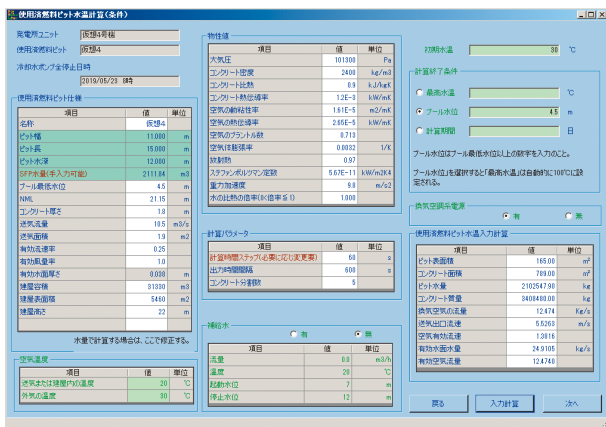 使用済燃料ピット水温計算(条件)
発電所ユニット 仮想4号機
使用済燃料ピット 仮想4
冷却水ポンプ全停止日時
2019/05/23 8時
使用済燃料ピット仕様
項目 値 単位
名称 仮想4
ピット幅 11.000 m
ピット長 15.000 m
ピット水深 12.000 m
SFP水量(手入力可能) 2111.84 m3
プール最低水位 4.5 m
NML 21.15 m
コンクリート厚さ 1.8 m
送気流量 10.5 m3/s
送気面積 1.9 m2
有効流速率 0.25
有効風量率 1.0
有効水面厚さ 0.038 m
建屋容積 31330 m3
建屋表面積 5460 m2
建屋高さ 22 m
水量で計算する場合は、ここで修正する。
空気温度
項目 値 単位
送気または建屋内の温度 20 ℃
外気の温度 30 ℃
物性値
項目 値 単位
大気圧 101300 Pa
コンクリート密度 2400 kg/m3
コンクリート比熱 0.9 kJ/kgK
コンクリート熱伝導率 1.2E-3 kW/mK
空気の動粘性率 1.61E-5 m2/mK
空気の熱伝導率 2.65E-5 kW/mK
空気のプラントル数 0.713
空気体膨張率 0.0032 1/K
放射熱 0.97
ステファンボルツマン定数 5.67E-11 kW/m2K4
重力加速度 9.8 m/s2
水の比熱の倍率(0<倍率≦1) 1.000
計算パラメータ
項目 値 単位
計算時間ステップ(必要に応じ変更要) 60 s
出力時間間隔 600 s
コンクリート分割数 5
補給水
有 無
項目 値 単位
流量 0.0 m3/h
温度 20 ℃
起動水位 7 m
停止水位 12 m
初期水温 30 ℃
計算終了条件
最高水温 ℃
プール水位 4.5 m
計算期間 日
プール水位はプール最低水位以上の数字を入力のこと。
プール水位を選択すると「最高水温」は自動的に100℃に設定される。
換気空調系電源
有 無
使用済燃料ピット水温入力計算
項目 値 単位
ピット表面積 165.00 m²
コンクリート面積 789.00 m²
ピット水量 2102547.90 kg
コンクリート質量 3408480.00 kg
換気空気の流量 12.474 Kg/s
送気出口流速 5.5263 m/s
空気有効流速 1.3816
有効水面水量 24.9105 kg/s
有効空気流量 12.4740
戻る 入力計算 次へ